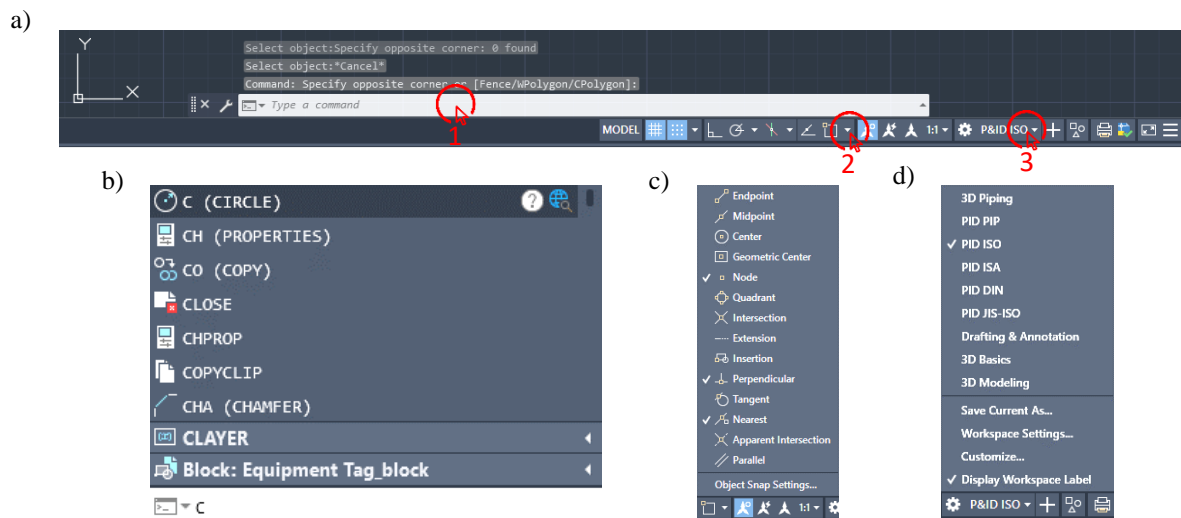 a)
Y
Select object:Specify opposite corner: 0 found
Select object:*Cancel*
Command: Specify opposite corner or [Fence/WPolygon/CPolygon]:
X
Type a command
1
MODEL 1:1 P&ID ISO
2
3
b)
C (CIRCLE)
CH (PROPERTIES)
CO (COPY)
CLOSE
CHPROP
COPYCLIP
CHA (CHAMFER)
CLAYER
Block: Equipment Tag_block
C
c)
Endpoint
Midpoint
Center
Geometric Center
Node
Quadrant
Intersection
Extension
Insertion
Perpendicular
Tangent
Nearest
Apparent Intersection
Parallel
Object Snap Settings...
1:1
d)
3D Piping
PID PIP
PID ISO
PID ISA
PID DIN
PID JIS-ISO
Drafting & Annotation
3D Basics
3D Modeling
Save Current As...
Workspace Settings...
Customize...
Display Workspace Label
P&ID ISO